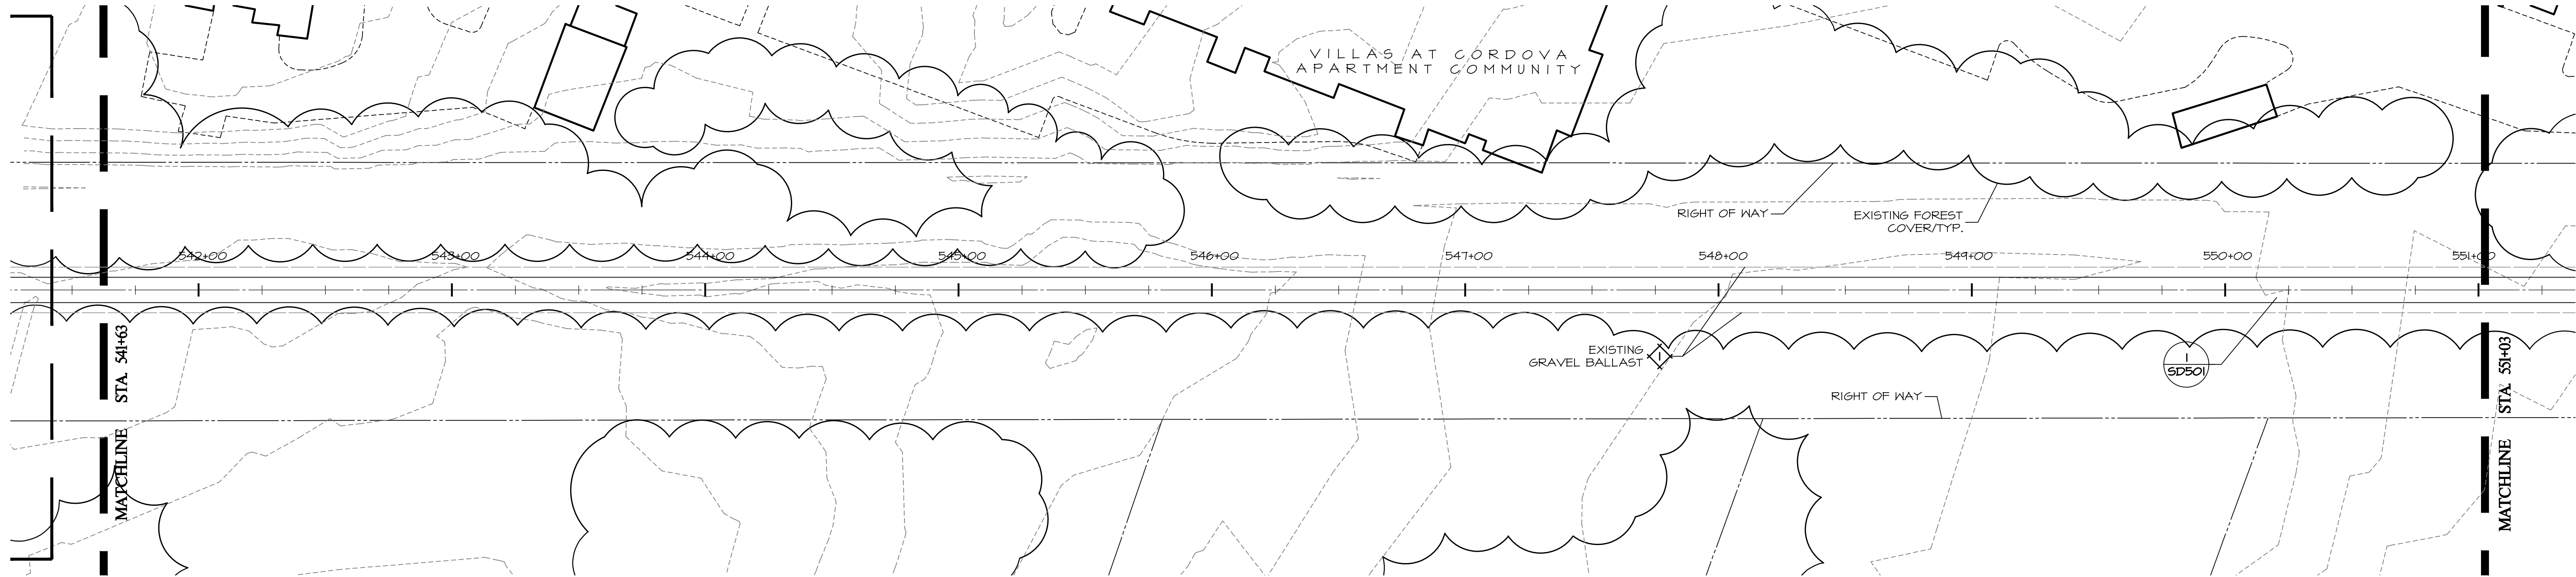 VILLAS AT CORDOVA
APARTMENT COMMUNITY
RIGHT OF WAY
EXISTING FOREST
COVER/TYP.
542+00
543+00
544+00
545+00
546+00
547+00
548+00
549+00
550+00
551+00
MATCHLINE STA. 541+63
EXISTING
GRAVEL BALLAST
1
1
SD501
RIGHT OF WAY
MATCHLINE STA. 551+03